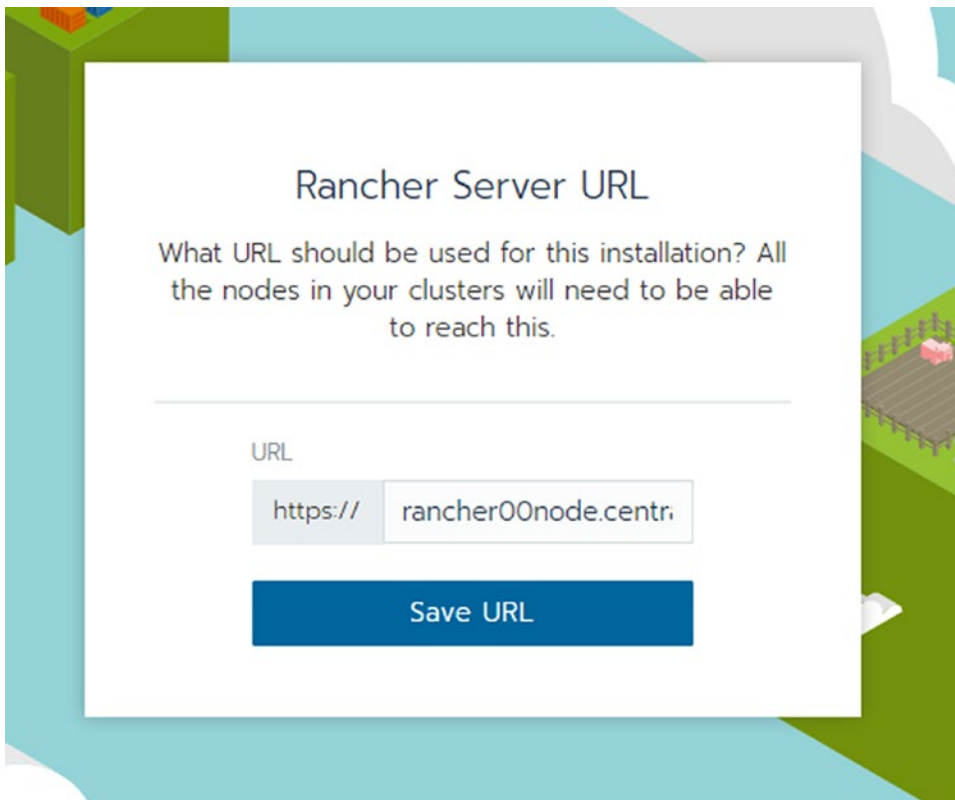 Rancher Server URL
What URL should be used for this installation? All
the nodes in your clusters will need to be able
to reach this.
URL
https:// rancher00node.centr
Save URL